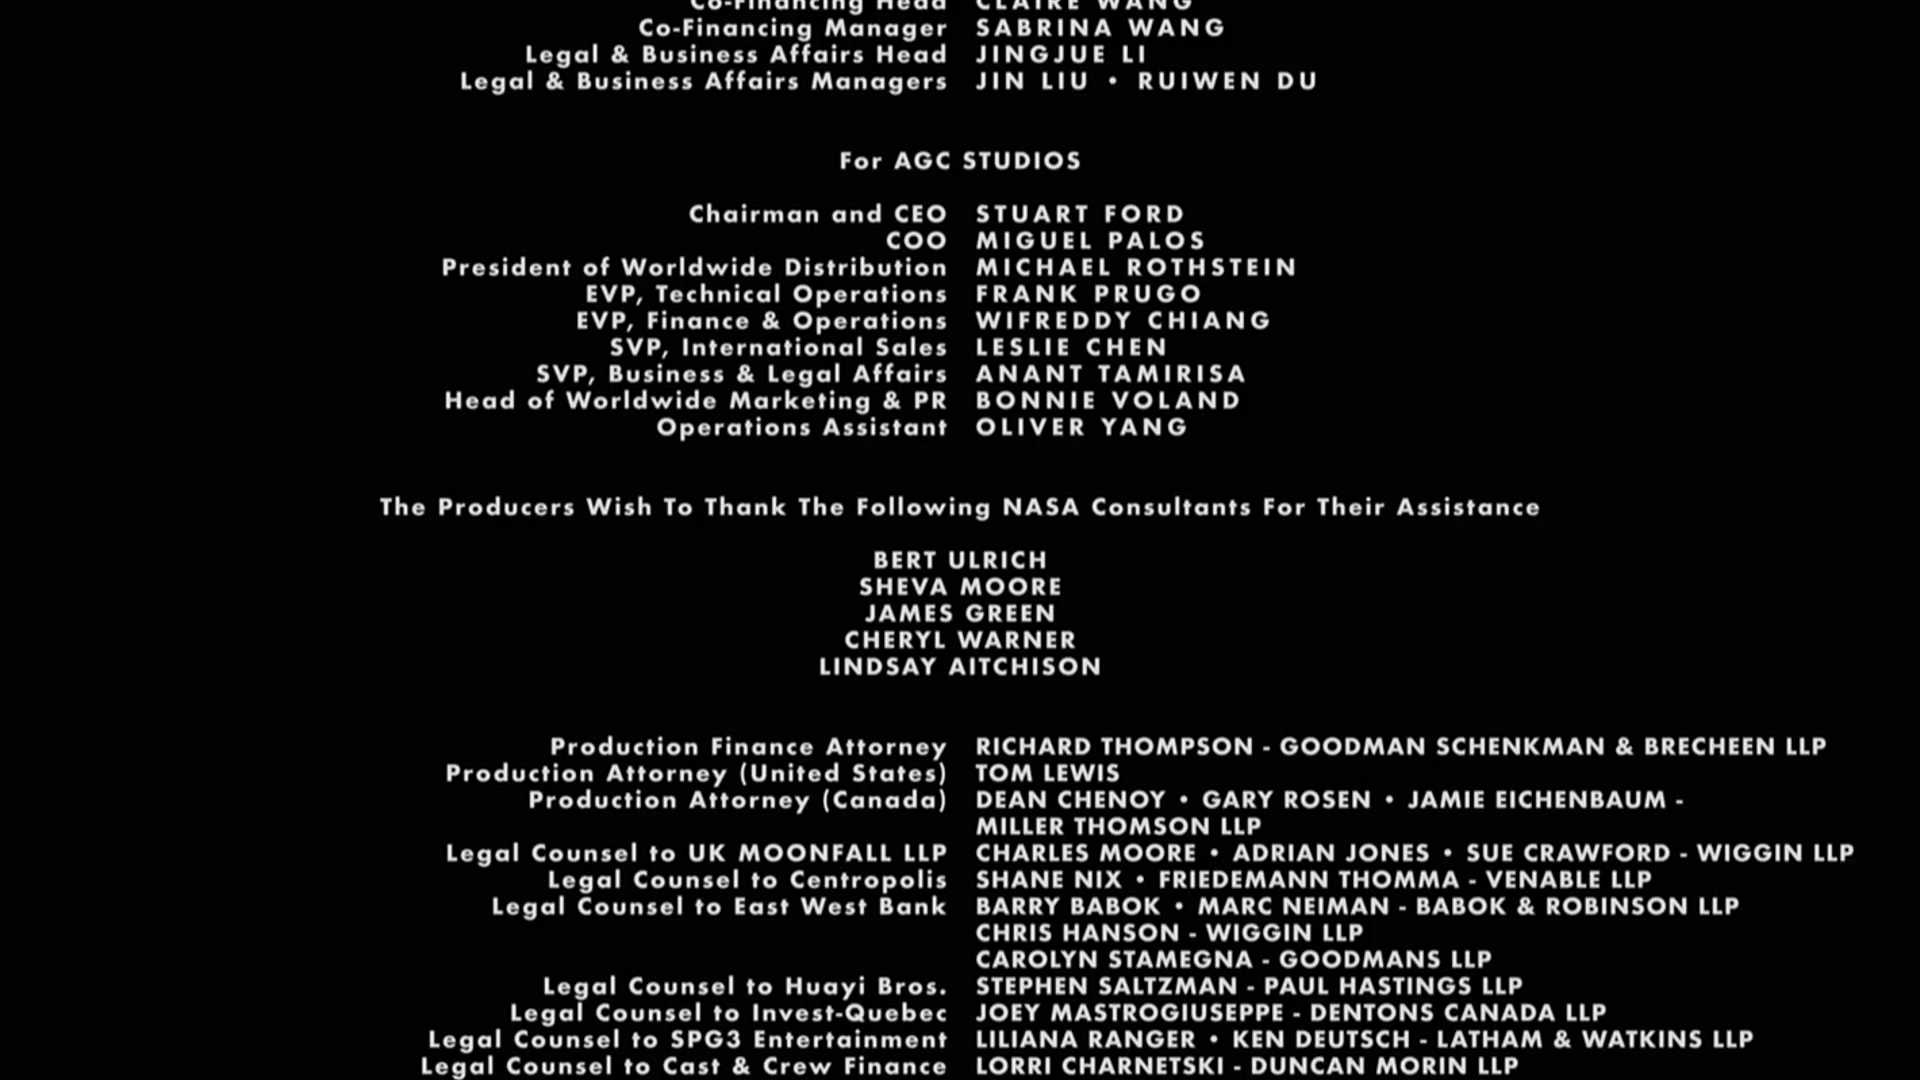 Co-Financing Head CLAIRE WANG
Co-Financing Manager SABRINA WANG
Legal & Business Affairs Head JINGJUE LI
Legal & Business Affairs Managers JIN LIU • RUIWEN DU
For AGC STUDIOS
Chairman and CEO STUART FORD
COO MIGUEL PALOS
President of Worldwide Distribution MICHAEL ROTHSTEIN
EVP, Technical Operations FRANK PRUGO
EVP, Finance & Operations WIFREDDY CHIANG
SVP, International Sales LESLIE CHEN
SVP, Business & Legal Affairs ANANT TAMIRISA
Head of Worldwide Marketing & PR BONNIE VOLAND
Operations Assistant OLIVER YANG
The Producers Wish To Thank The Following NASA Consultants For Their Assistance
BERT ULRICH
SHEVA MOORE
JAMES GREEN
CHERYL WARNER
LINDSAY AITCHISON
Production Finance Attorney RICHARD THOMPSON - GOODMAN SCHENKMAN & BRECHEEN LLP
Production Attorney (United States) TOM LEWIS
Production Attorney (Canada) DEAN CHENOY • GARY ROSEN • JAMIE EICHENBAUM -
MILLER THOMSON LLP
Legal Counsel to UK MOONFALL LLP CHARLES MOORE • ADRIAN JONES • SUE CRAWFORD - WIGGIN LLP
Legal Counsel to Centropolis SHANE NIX • FRIEDEMANN THOMMA - VENABLE LLP
Legal Counsel to East West Bank BARRY BABOK • MARC NEIMAN - BABOK & ROBINSON LLP
CHRIS HANSON - WIGGIN LLP
CAROLYN STAMEGNA - GOODMANS LLP
Legal Counsel to Huayi Bros. STEPHEN SALTZMAN - PAUL HASTINGS LLP
Legal Counsel to Invest-Quebec JOEY MASTROGIUSEPPE - DENTONS CANADA LLP
Legal Counsel to SPG3 Entertainment LILIANA RANGER • KEN DEUTSCH - LATHAM & WATKINS LLP
Legal Counsel to Cast & Crew Finance LORRI CHARNETSKI - DUNCAN MORIN LLP